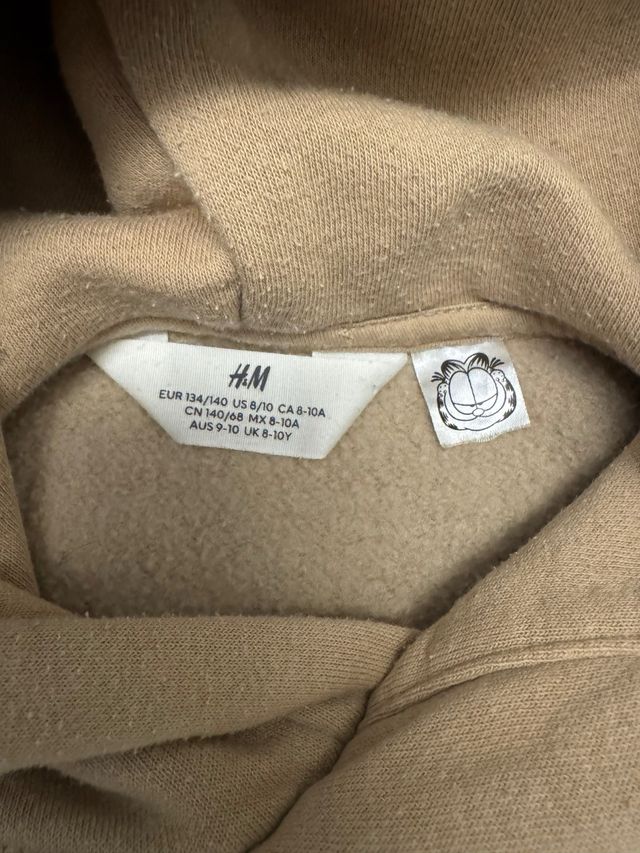 H&M
EUR 134/140 US 8/10 CA 8-10A
CN 140/68 MX 8-10A
AUS 9-10 UK 8-10Y